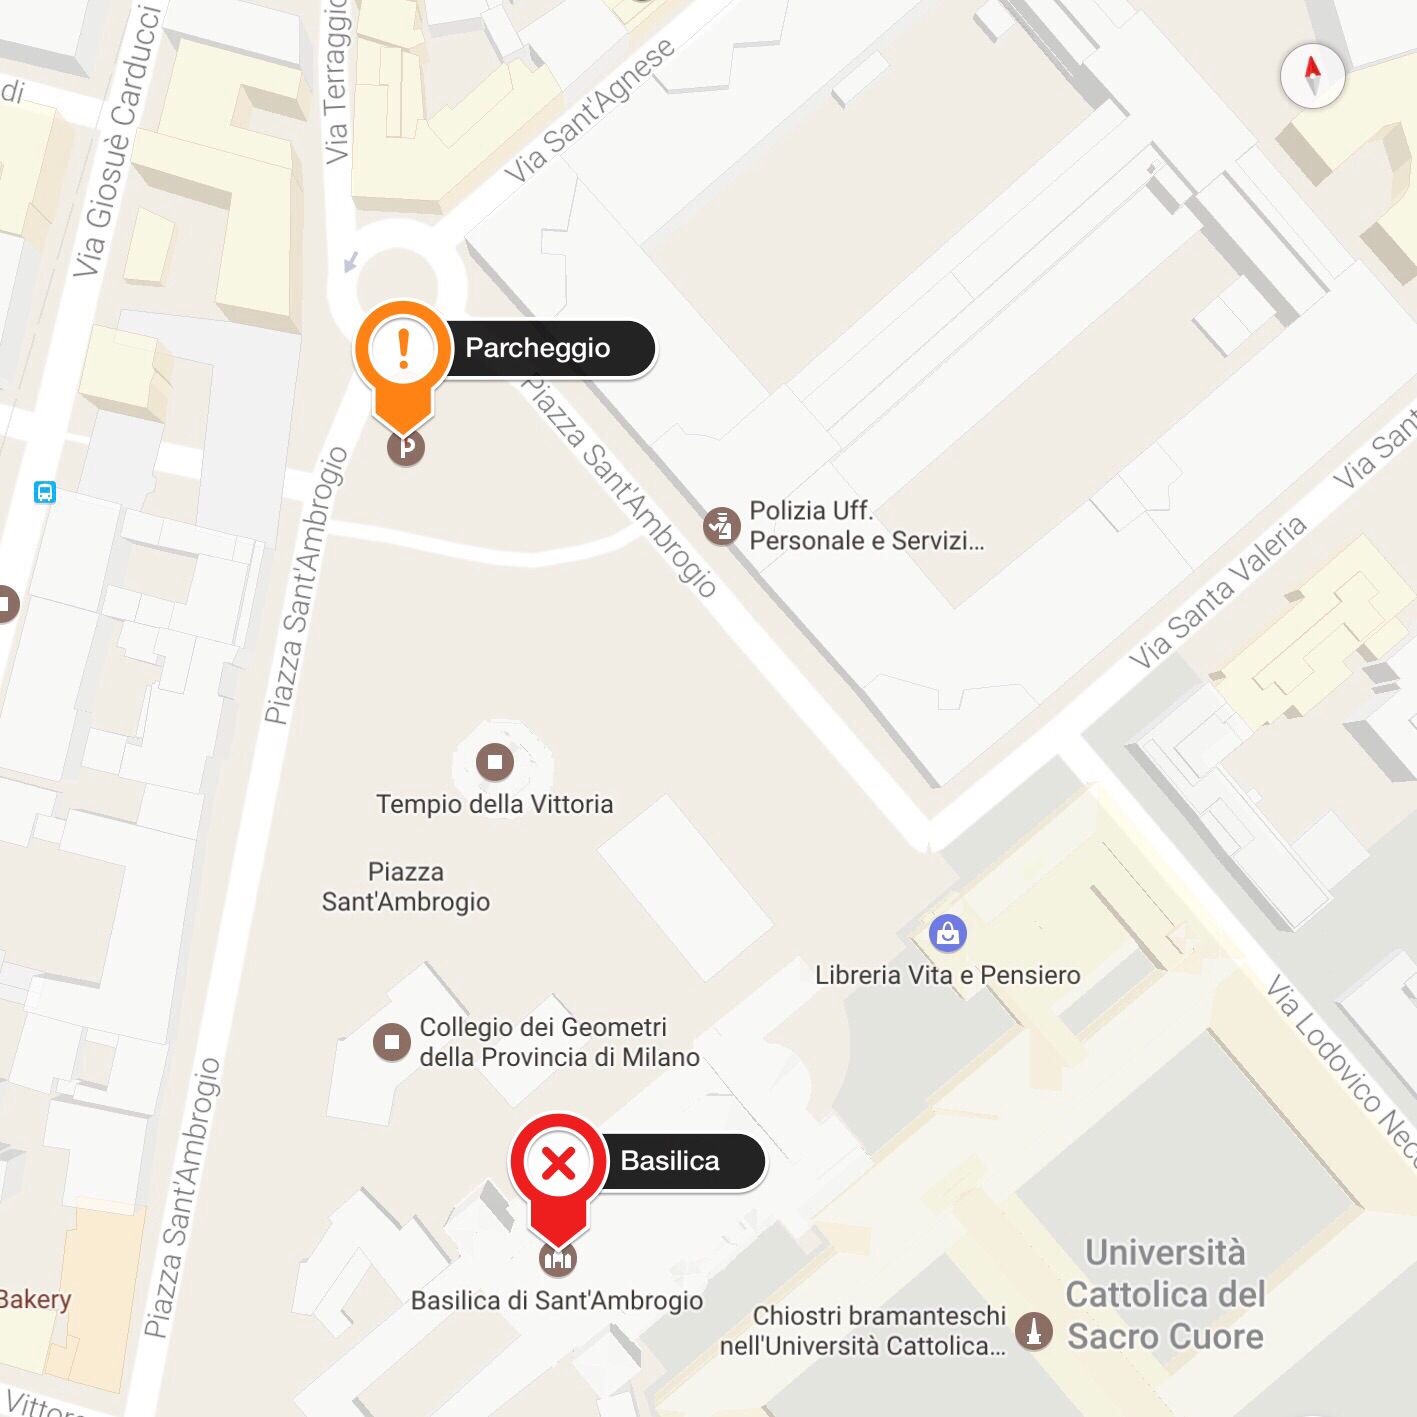 di
Via Giosuè Carducci
Via Terraggio
Via Sant'Agnese
Parcheggio
P
Piazza Sant'Ambrogio
Piazza Sant'Ambrogio
Polizia Uff.
Personale e Servizi...
Via Santa Valeria
Via Sant
Tempio della Vittoria
Piazza
Sant'Ambrogio
Libreria Vita e Pensiero
Collegio dei Geometri
della Provincia di Milano
Via Lodovico Necc
Basilica
Piazza Sant'Ambrogio
Basilica di Sant'Ambrogio
Bakery
Chiostri bramanteschi
nell'Università Cattolica...
Università
Cattolica del
Sacro Cuore
Vittor